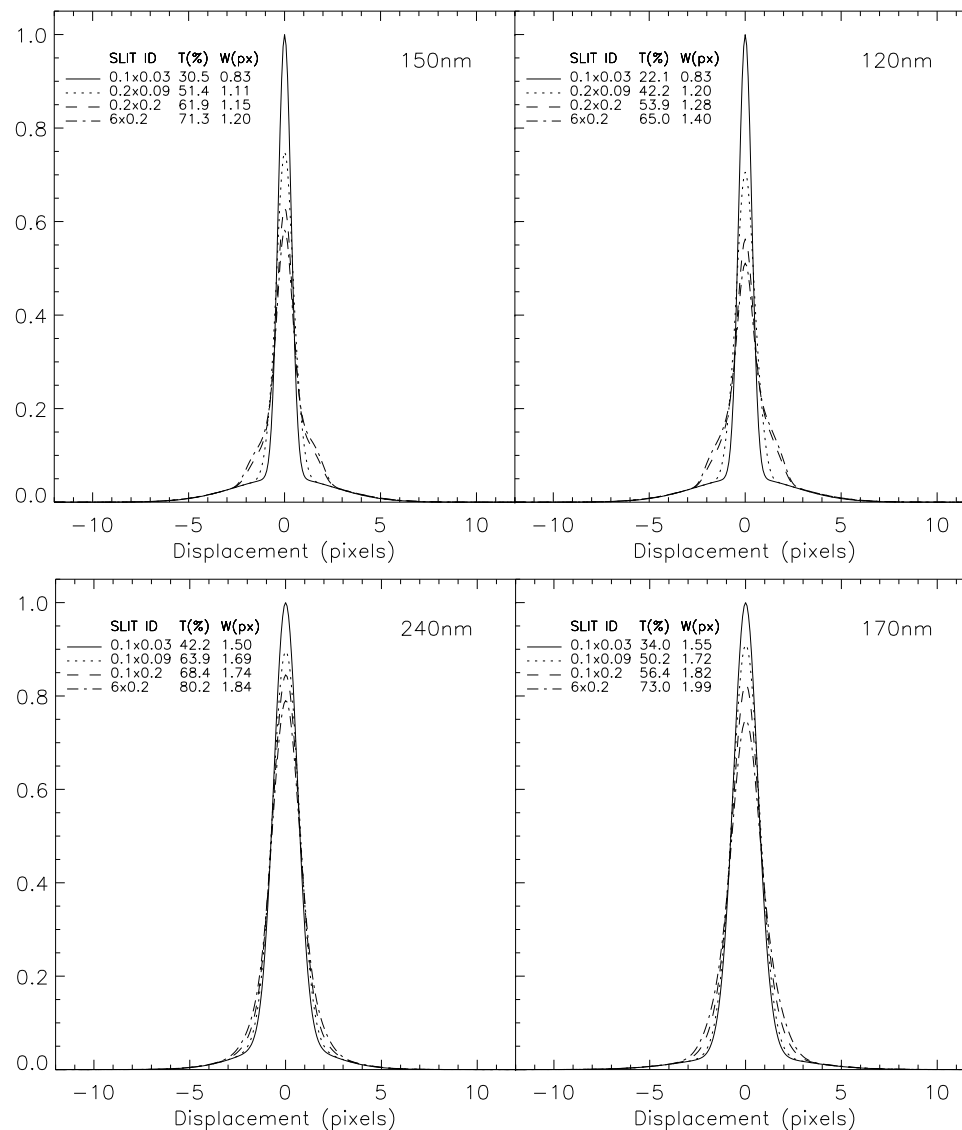 150nm
SLIT ID T(%) W(px)
0.1x0.03 30.5 0.83
0.2x0.09 51.4 1.11
0.2x0.2 61.9 1.15
6x0.2 71.3 1.20
1.0
0.8
0.6
0.4
0.2
0.0
-10 -5 0 5 10
Displacement (pixels)
120nm
SLIT ID T(%) W(px)
0.1x0.03 22.1 0.83
0.2x0.09 42.2 1.20
0.2x0.2 53.9 1.28
6x0.2 65.0 1.40
-10 -5 0 5 10
Displacement (pixels)
240nm
SLIT ID T(%) W(px)
0.1x0.03 42.2 1.50
0.1x0.09 63.9 1.69
0.1x0.2 68.4 1.74
6x0.2 80.2 1.84
1.0
0.8
0.6
0.4
0.2
0.0
-10 -5 0 5 10
Displacement (pixels)
170nm
SLIT ID T(%) W(px)
0.1x0.03 34.0 1.55
0.1x0.09 50.2 1.72
0.1x0.2 56.4 1.82
6x0.2 73.0 1.99
-10 -5 0 5 10
Displacement (pixels)